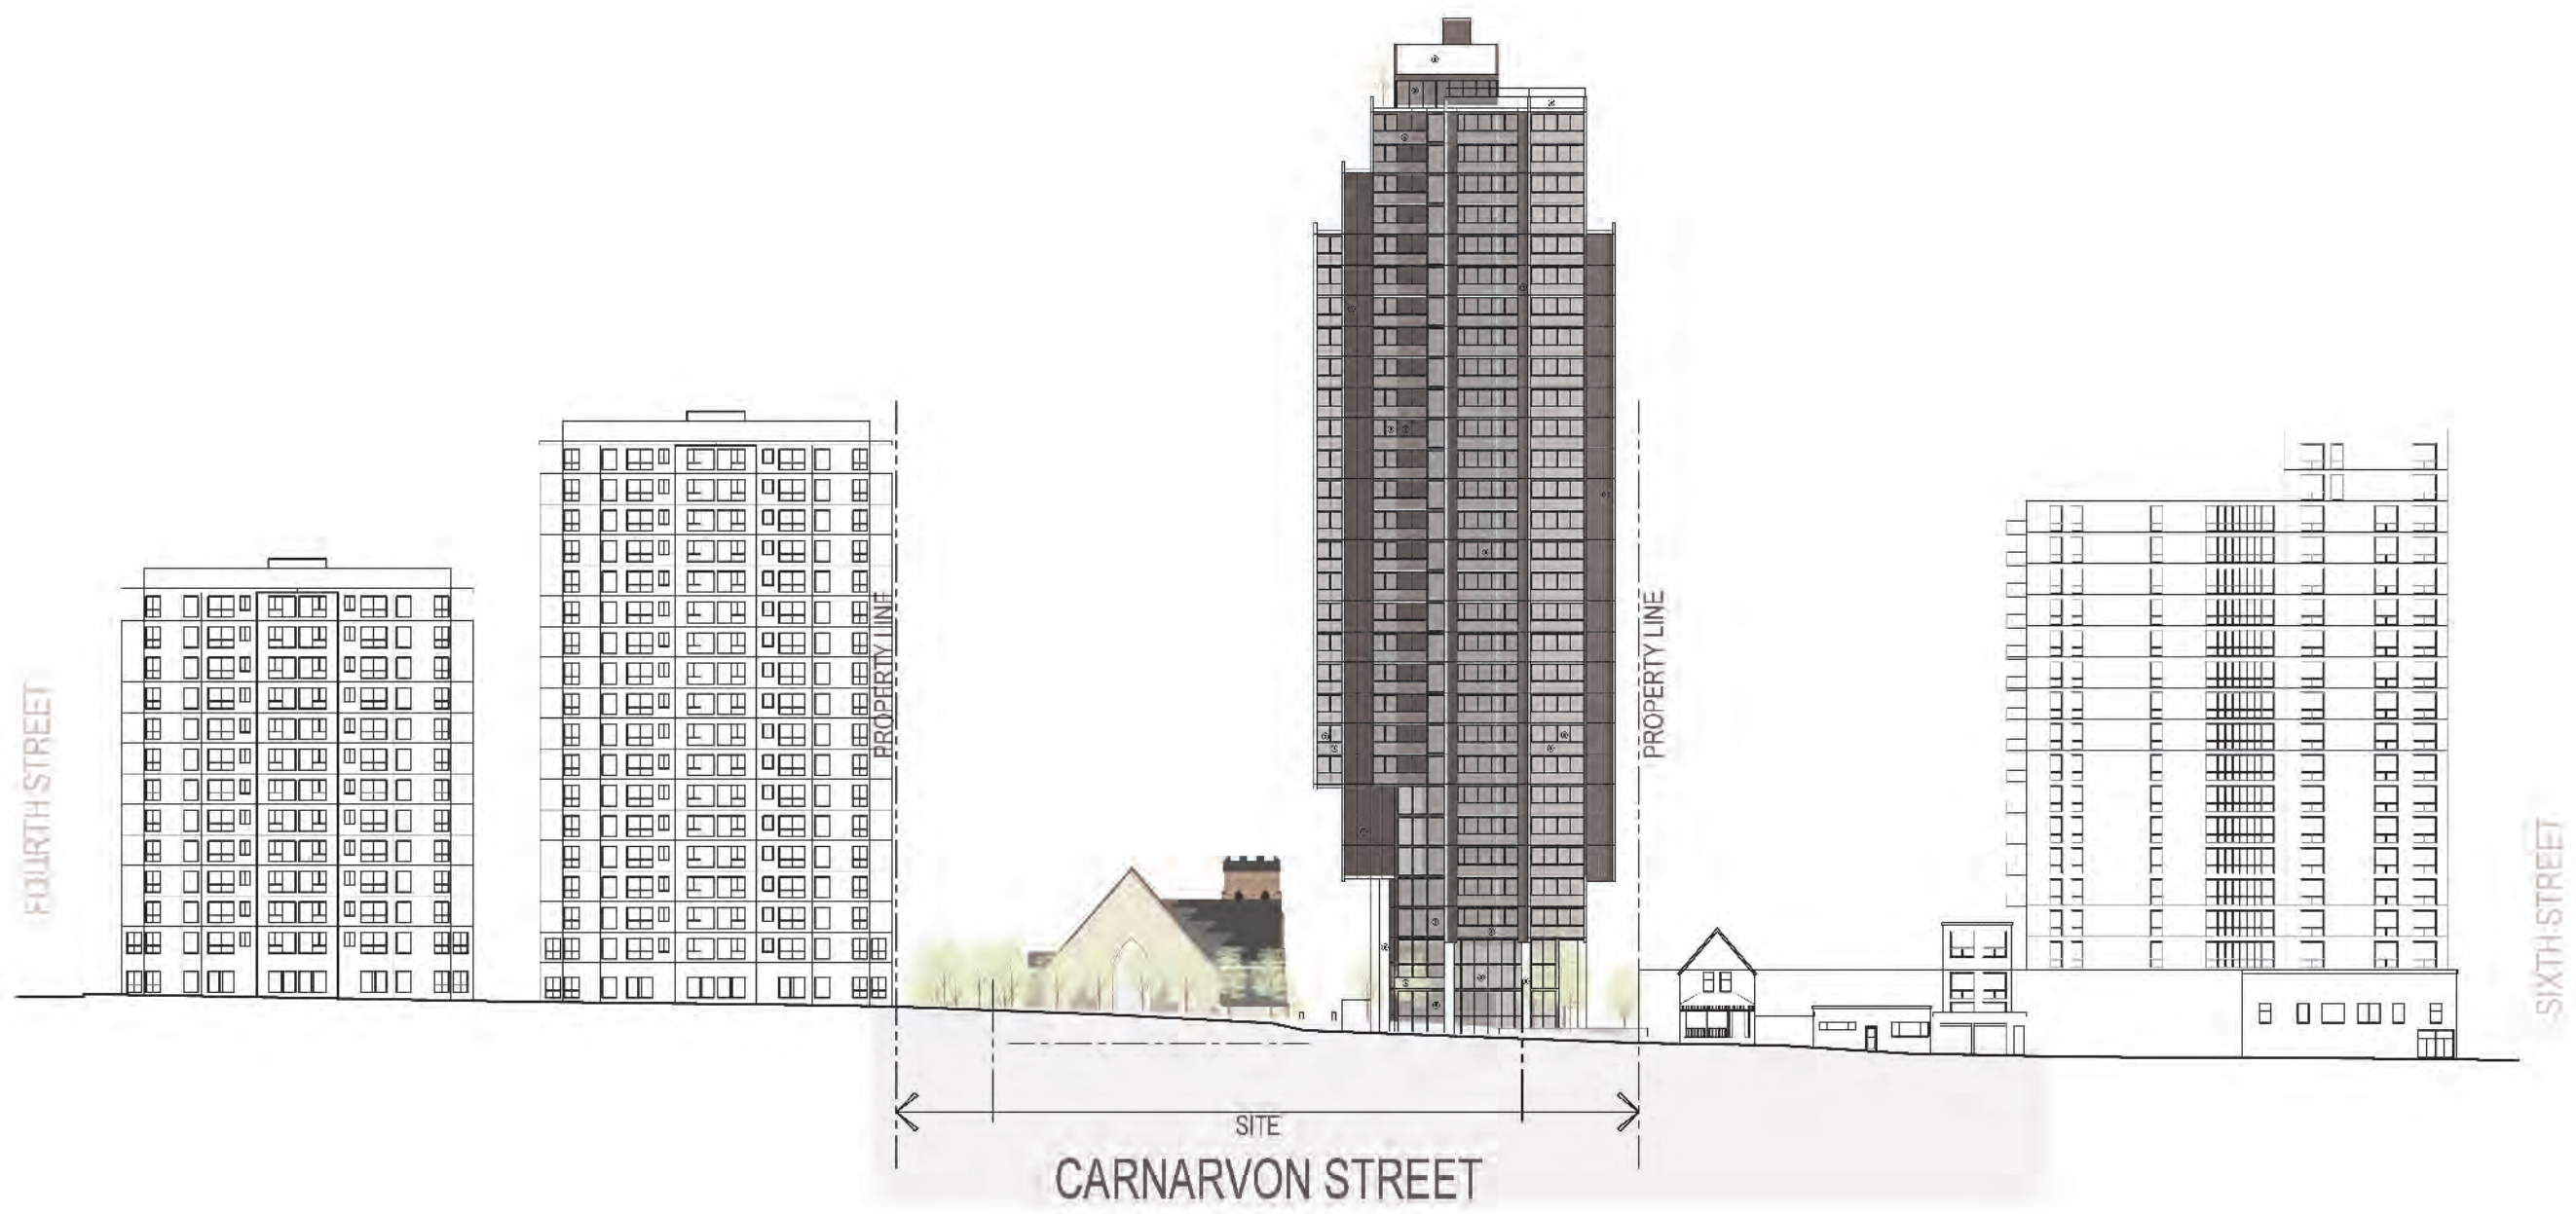 FOURTH STREET
PROPERTY LINE
PROPERTY LINE
SIXTH STREET
SITE
CARNARVON STREET